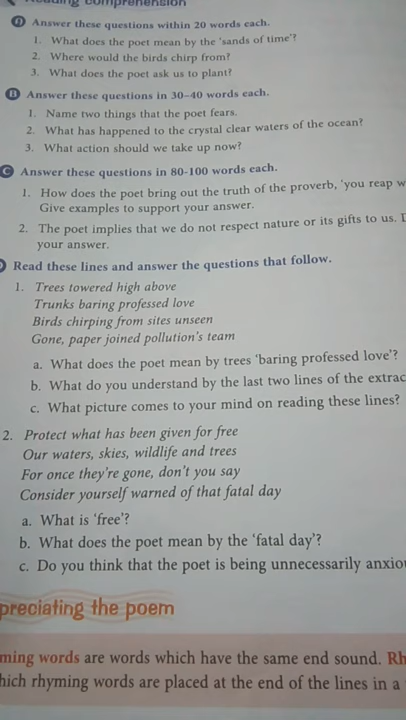 Reading comprehension
A Answer these questions within 20 words each.
1. What does the poet mean by the 'sands of time'?
2. Where would the birds chirp from?
3. What does the poet ask us to plant?
B Answer these questions in 30–40 words each.
1. Name two things that the poet fears.
2. What has happened to the crystal clear waters of the ocean?
3. What action should we take up now?
C Answer these questions in 80-100 words each.
1. How does the poet bring out the truth of the proverb, 'you reap w
Give examples to support your answer.
2. The poet implies that we do not respect nature or its gifts to us.
your answer.
Read these lines and answer the questions that follow.
1. Trees towered high above
Trunks baring professed love
Birds chirping from sites unseen
Gone, paper joined pollution's team
a. What does the poet mean by trees 'baring professed love'?
b. What do you understand by the last two lines of the extrac
c. What picture comes to your mind on reading these lines?
2. Protect what has been given for free
Our waters, skies, wildlife and trees
For once they're gone, don't you say
Consider yourself warned of that fatal day
a. What is 'free'?
b. What does the poet mean by the 'fatal day'?
c. Do you think that the poet is being unnecessarily anxio
preciating the poem
ming words are words which have the same end sound. Rh
hich rhyming words are placed at the end of the lines in a